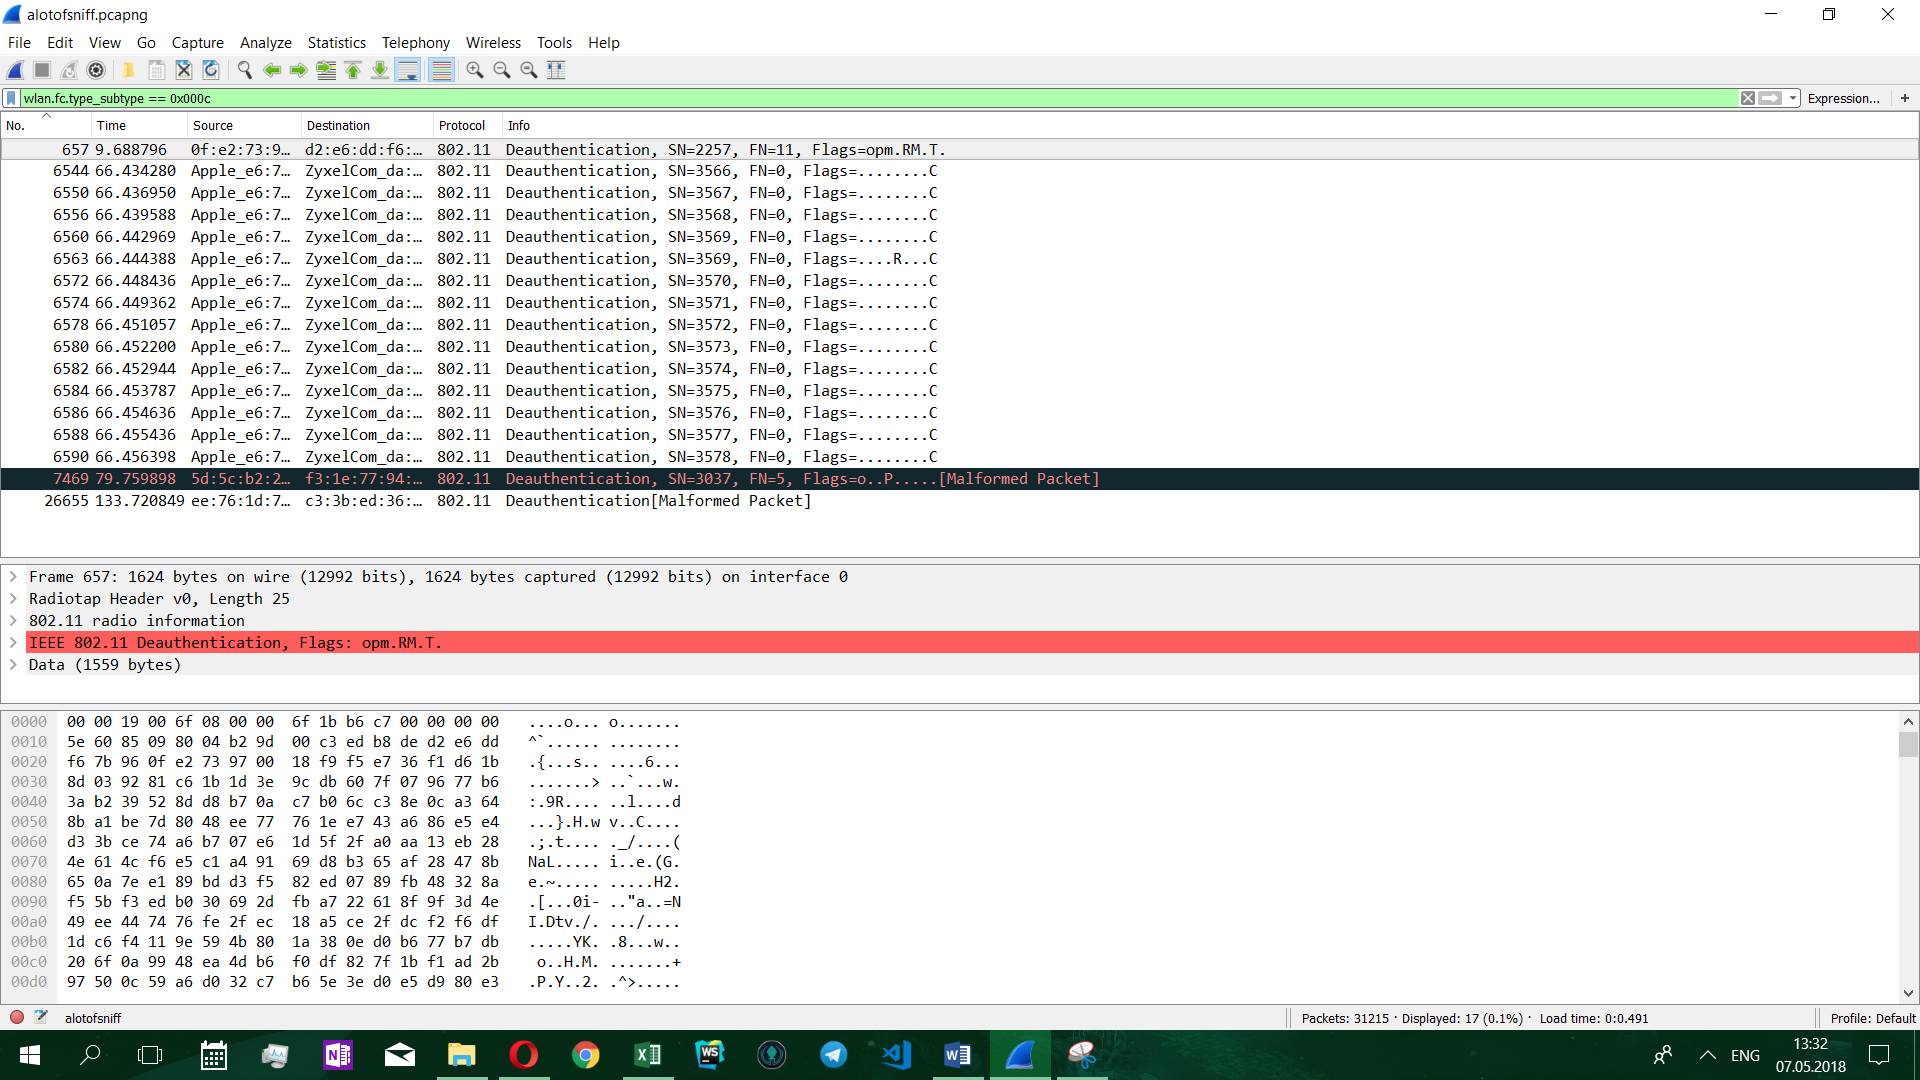 alotofsniff.pcapng
File Edit View Go Capture Analyze Statistics Telephony Wireless Tools Help
wlan.fc.type_subtype == 0x000c Expression... +
No. Time Source Destination Protocol Info
657 9.688796 0f:e2:73:9… d2:e6:dd:f6:… 802.11 Deauthentication, SN=2257, FN=11, Flags=opm.RM.T.
6544 66.434280 Apple_e6:7… ZyxelCom_da:… 802.11 Deauthentication, SN=3566, FN=0, Flags=........C
6550 66.436950 Apple_e6:7… ZyxelCom_da:… 802.11 Deauthentication, SN=3567, FN=0, Flags=........C
6556 66.439588 Apple_e6:7… ZyxelCom_da:… 802.11 Deauthentication, SN=3568, FN=0, Flags=........C
6560 66.442969 Apple_e6:7… ZyxelCom_da:… 802.11 Deauthentication, SN=3569, FN=0, Flags=........C
6563 66.444388 Apple_e6:7… ZyxelCom_da:… 802.11 Deauthentication, SN=3569, FN=0, Flags=....R...C
6572 66.448436 Apple_e6:7… ZyxelCom_da:… 802.11 Deauthentication, SN=3570, FN=0, Flags=........C
6574 66.449362 Apple_e6:7… ZyxelCom_da:… 802.11 Deauthentication, SN=3571, FN=0, Flags=........C
6578 66.451057 Apple_e6:7… ZyxelCom_da:… 802.11 Deauthentication, SN=3572, FN=0, Flags=........C
6580 66.452200 Apple_e6:7… ZyxelCom_da:… 802.11 Deauthentication, SN=3573, FN=0, Flags=........C
6582 66.452944 Apple_e6:7… ZyxelCom_da:… 802.11 Deauthentication, SN=3574, FN=0, Flags=........C
6584 66.453787 Apple_e6:7… ZyxelCom_da:… 802.11 Deauthentication, SN=3575, FN=0, Flags=........C
6586 66.454636 Apple_e6:7… ZyxelCom_da:… 802.11 Deauthentication, SN=3576, FN=0, Flags=........C
6588 66.455436 Apple_e6:7… ZyxelCom_da:… 802.11 Deauthentication, SN=3577, FN=0, Flags=........C
6590 66.456398 Apple_e6:7… ZyxelCom_da:… 802.11 Deauthentication, SN=3578, FN=0, Flags=........C
7469 79.759898 5d:5c:b2:2… f3:1e:77:94:… 802.11 Deauthentication, SN=3037, FN=5, Flags=o..P.....[Malformed Packet]
26655 133.720849 ee:76:1d:7… c3:3b:ed:36:… 802.11 Deauthentication[Malformed Packet]
Frame 657: 1624 bytes on wire (12992 bits), 1624 bytes captured (12992 bits) on interface 0
Radiotap Header v0, Length 25
802.11 radio information
IEEE 802.11 Deauthentication, Flags: opm.RM.T.
Data (1559 bytes)
0000 00 00 19 00 6f 08 00 00 6f 1b b6 c7 00 00 00 00 ....o... o.......
0010 5e 60 85 09 80 04 b2 9d 00 c3 ed b8 de d2 e6 dd ^`...... ........
0020 f6 7b 96 0f e2 73 97 00 18 f9 f5 e7 36 f1 d6 1b .{...s.. ....6...
0030 8d 03 92 81 c6 1b 1d 3e 9c db 60 7f 07 96 77 b6 .......> ..`...w.
0040 3a b2 39 52 8d d8 b7 0a c7 b0 6c c3 8e 0c a3 64 :.9R.... ..l....d
0050 8b a1 be 7d 80 48 ee 77 76 1e e7 43 a6 86 e5 e4 ...}.H.w v..C....
0060 d3 3b ce 74 a6 b7 07 e6 1d 5f 2f a0 aa 13 eb 28 .;.t.... ._/....(
0070 4e 61 4c f6 e5 c1 a4 91 69 d8 b3 65 af 28 47 8b NaL..... i..e.(G.
0080 65 0a 7e e1 89 bd d3 f5 82 ed 07 89 fb 48 32 8a e.~..... .....H2.
0090 f5 5b f3 ed b0 30 69 2d fb a7 22 61 8f 9f 3d 4e .[...0i- .."a..=N
00a0 49 ee 44 74 76 fe 2f ec 18 a5 ce 2f dc f2 f6 df I.Dtv./. .../....
00b0 1d c6 f4 11 9e 59 4b 80 1a 38 0e d0 b6 77 b7 db .....YK. .8...w..
00c0 20 6f 0a 99 48 ea 4d b6 f0 df 82 7f 1b f1 ad 2b o..H.M. .......+
00d0 97 50 0c 59 a6 d0 32 c7 b6 5e 3e d0 e5 d9 80 e3 .P.Y..2. .^>.....
alotofsniff Packets: 31215 · Displayed: 17 (0.1%) · Load time: 0:0.491 Profile: Default
ENG 13:32
07.05.2018